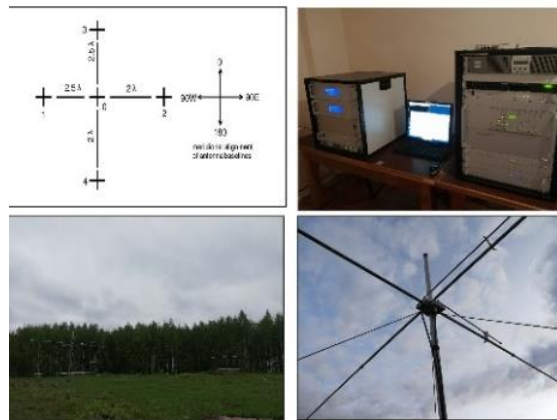 3
2.5λ
0
2.5λ
2λ
90W
90E
1
0
2
180
2λ
meridional alignment
of antenna baselines
4